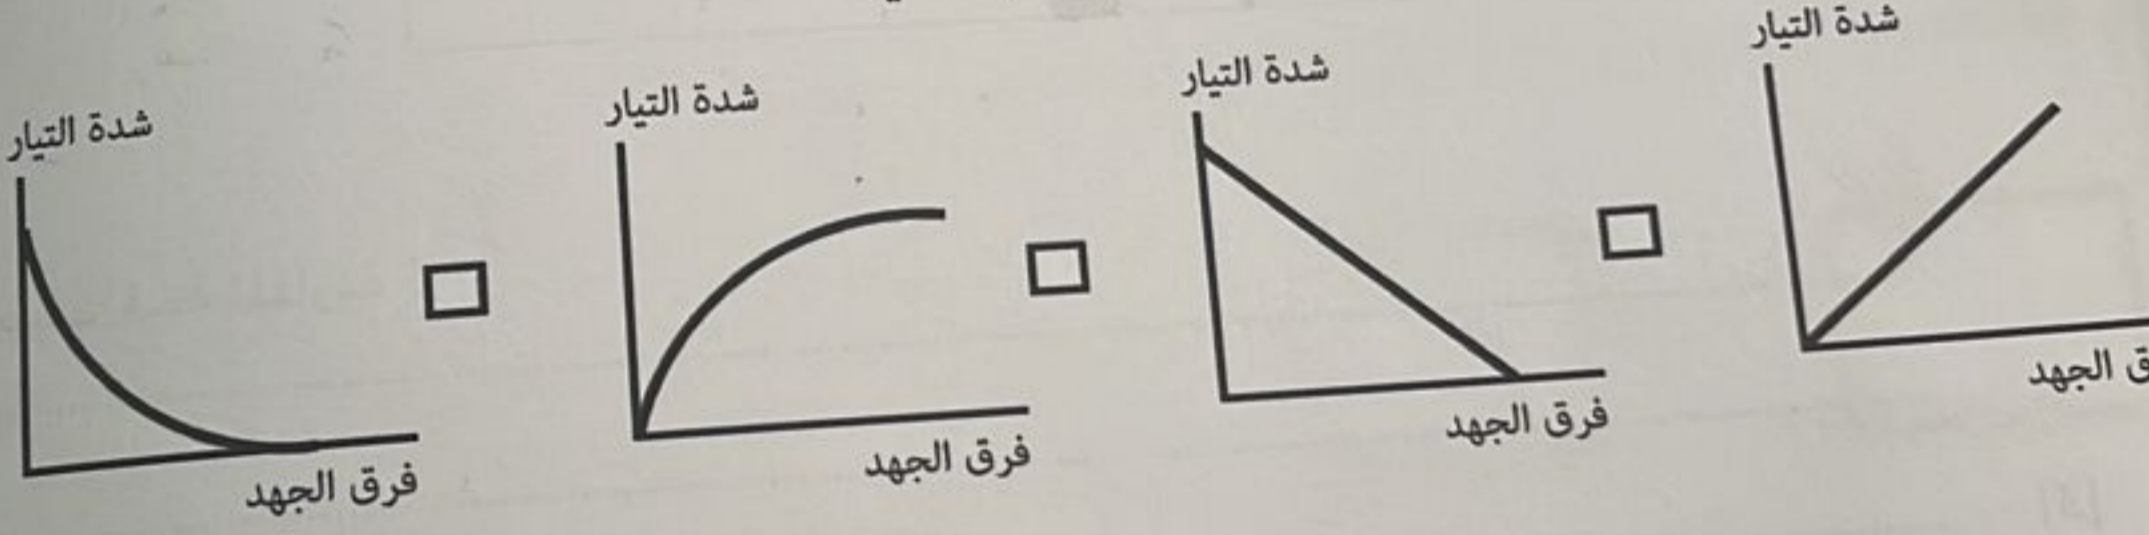 شدة التيار
ق الجهد
شدة التيار
فرق الجهد
شدة التيار
فرق الجهد
شدة التيار
فرق الجهد